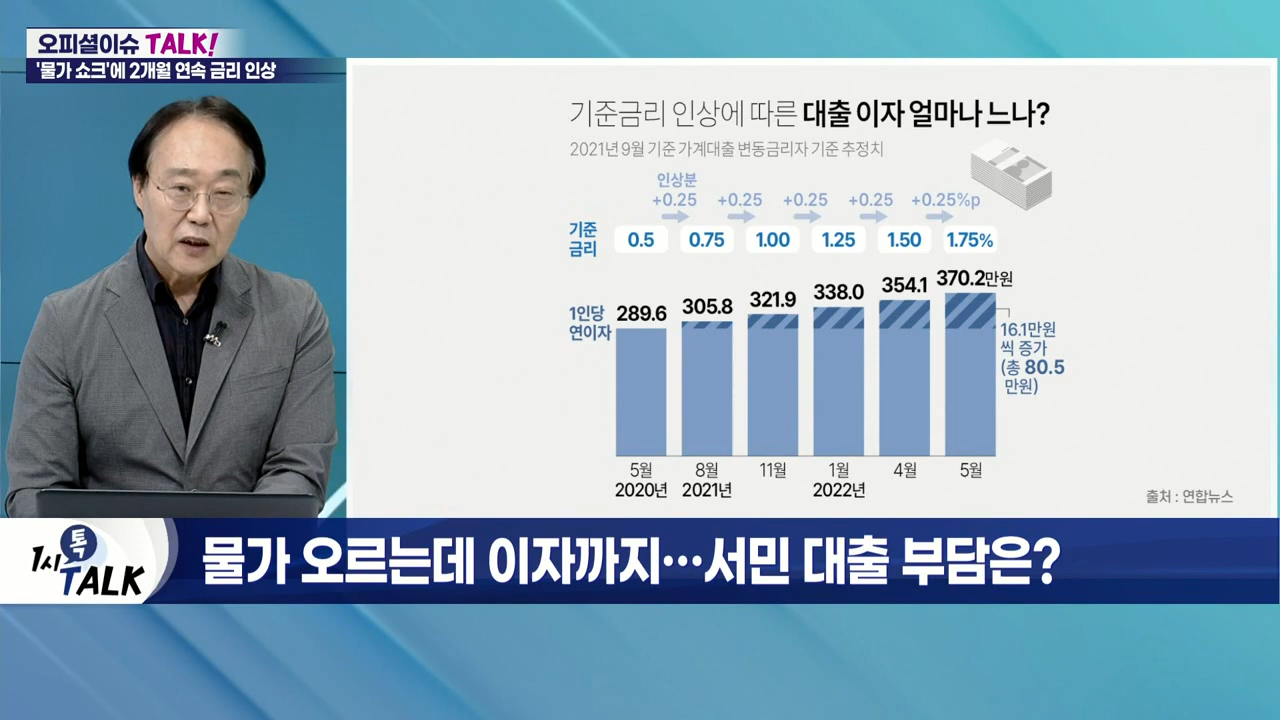 오피셜이슈 TALK!
'물가 쇼크'에 2개월 연속 금리 인상
기준금리 인상에 따른 대출 이자 얼마나 느나?
2021년 9월 기준 가계대출 변동금리자 기준 추정치
인상분
+0.25 +0.25 +0.25 +0.25 +0.25%p
기준
금리
0.5 0.75 1.00 1.25 1.50 1.75%
289.6 305.8 321.9 338.0 354.1 370.2만원
1인당
연이자
16.1만원
씩 증가
(총 80.5
만원)
5월 8월 11월 1월 4월 5월
2020년 2021년 2022년
출처 : 연합뉴스
1시 톡
TALK
물가 오르는데 이자까지…서민 대출 부담은?